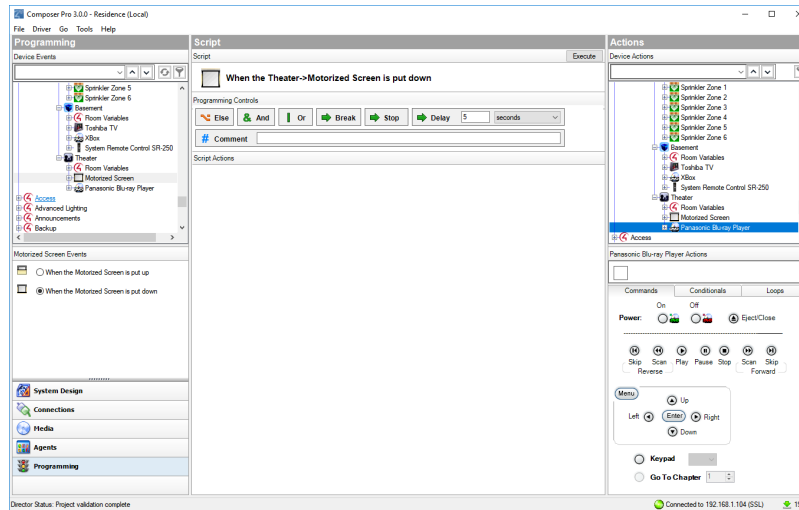 Composer Pro 3.0.0 - Residence (Local)
File Driver Go Tools Help
Programming
Device Events
Sprinkler Zone 5
Sprinkler Zone 6
Basement
Room Variables
Toshiba TV
XBox
System Remote Control SR-250
Theater
Room Variables
Motorized Screen
Panasonic Blu-ray Player
Access
Advanced Lighting
Announcements
Backup
Motorized Screen Events
When the Motorized Screen is put up
When the Motorized Screen is put down
System Design
Connections
Media
Agents
Programming
Script
Script Execute
When the Theater->Motorized Screen is put down
Programming Controls
Else & And Or Break Stop Delay 5 seconds
# Comment
Script Actions
Actions
Device Actions
Sprinkler Zone 1
Sprinkler Zone 2
Sprinkler Zone 3
Sprinkler Zone 4
Sprinkler Zone 5
Sprinkler Zone 6
Basement
Room Variables
Toshiba TV
XBox
System Remote Control SR-250
Theater
Room Variables
Motorized Screen
Panasonic Blu-ray Player
Access
Panasonic Blu-ray Player Actions
Commands Conditionals Loops
On Off
Power: Eject/Close
Skip Scan Play Pause Stop Scan Skip
Reverse Forward
Menu
Up
Left Enter Right
Down
Keypad
Go To Chapter 1
Director Status: Project validation complete
Connected to 192.168.1.104 (SSL)